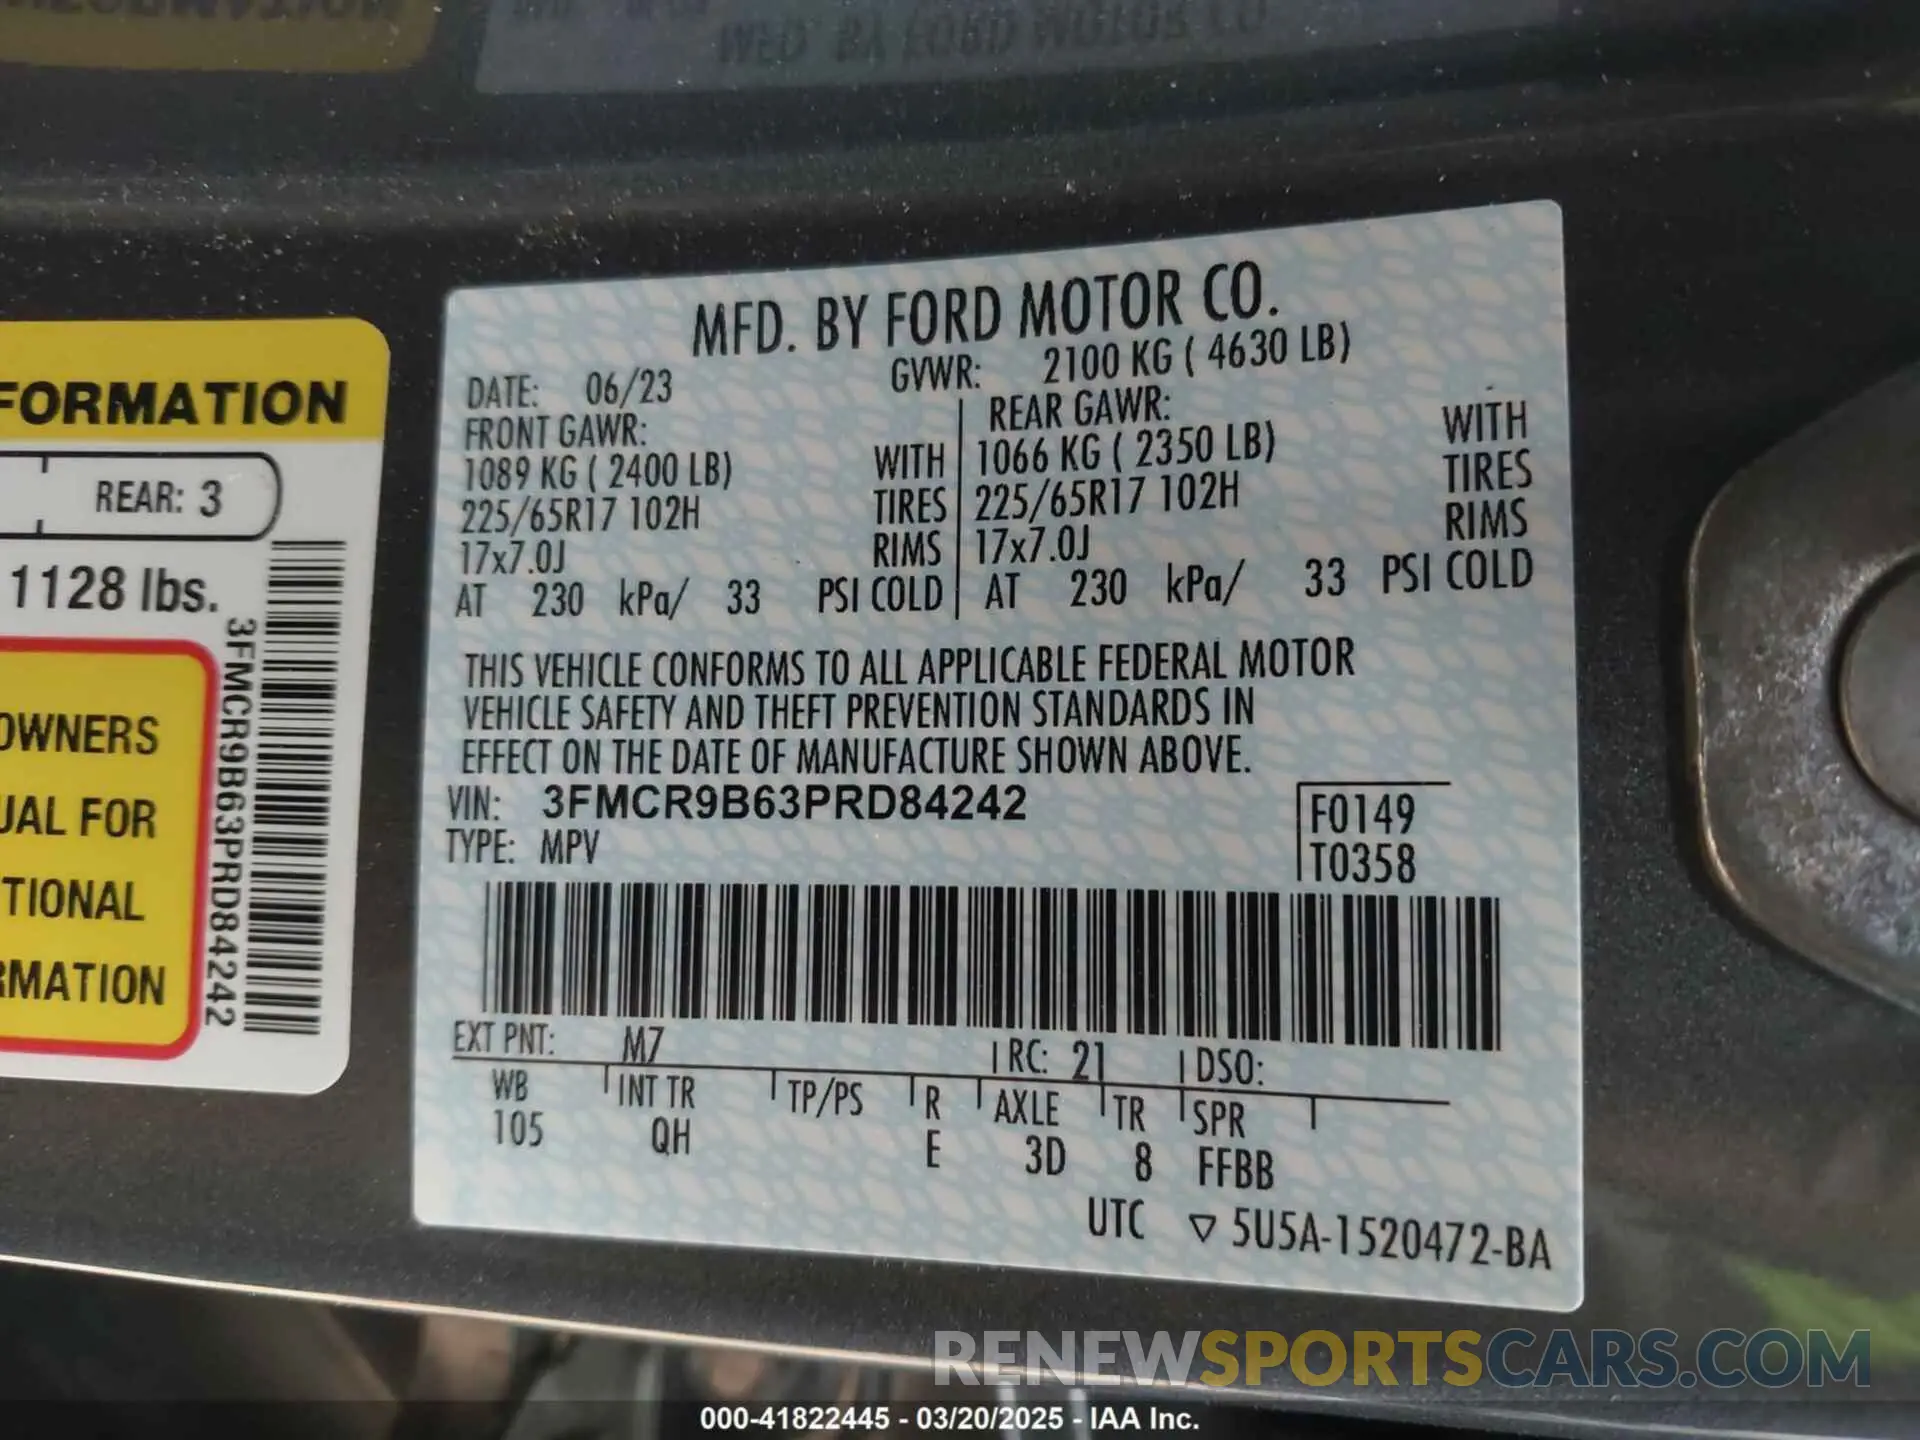 MFD. BY FORD MOTOR CO.
FORMATION
REAR: 3
1128 lbs.
OWNERS
UAL FOR
TIONAL
RMATION
3FMCR9B63PRD84242
MFD. BY FORD MOTOR CO.
DATE: 06/23 GVWR: 2100 KG ( 4630 LB)
FRONT GAWR: REAR GAWR:
1089 KG ( 2400 LB) WITH 1066 KG ( 2350 LB) WITH
225/65R17 102H TIRES 225/65R17 102H TIRES
17x7.0J RIMS 17x7.0J RIMS
AT 230 kPa/ 33 PSI COLD AT 230 kPa/ 33 PSI COLD
THIS VEHICLE CONFORMS TO ALL APPLICABLE FEDERAL MOTOR
VEHICLE SAFETY AND THEFT PREVENTION STANDARDS IN
EFFECT ON THE DATE OF MANUFACTURE SHOWN ABOVE.
VIN: 3FMCR9B63PRD84242 F0149
TYPE: MPV T0358
EXT PNT: M7 RC: 21 DSO:
WB INT TR TP/PS R AXLE TR SPR
105 QH E 3D 8 FFBB
UTC ▽ 5U5A-1520472-BA
RENEWSPORTSCARS.COM
000-41822445 - 03/20/2025 - IAA Inc.